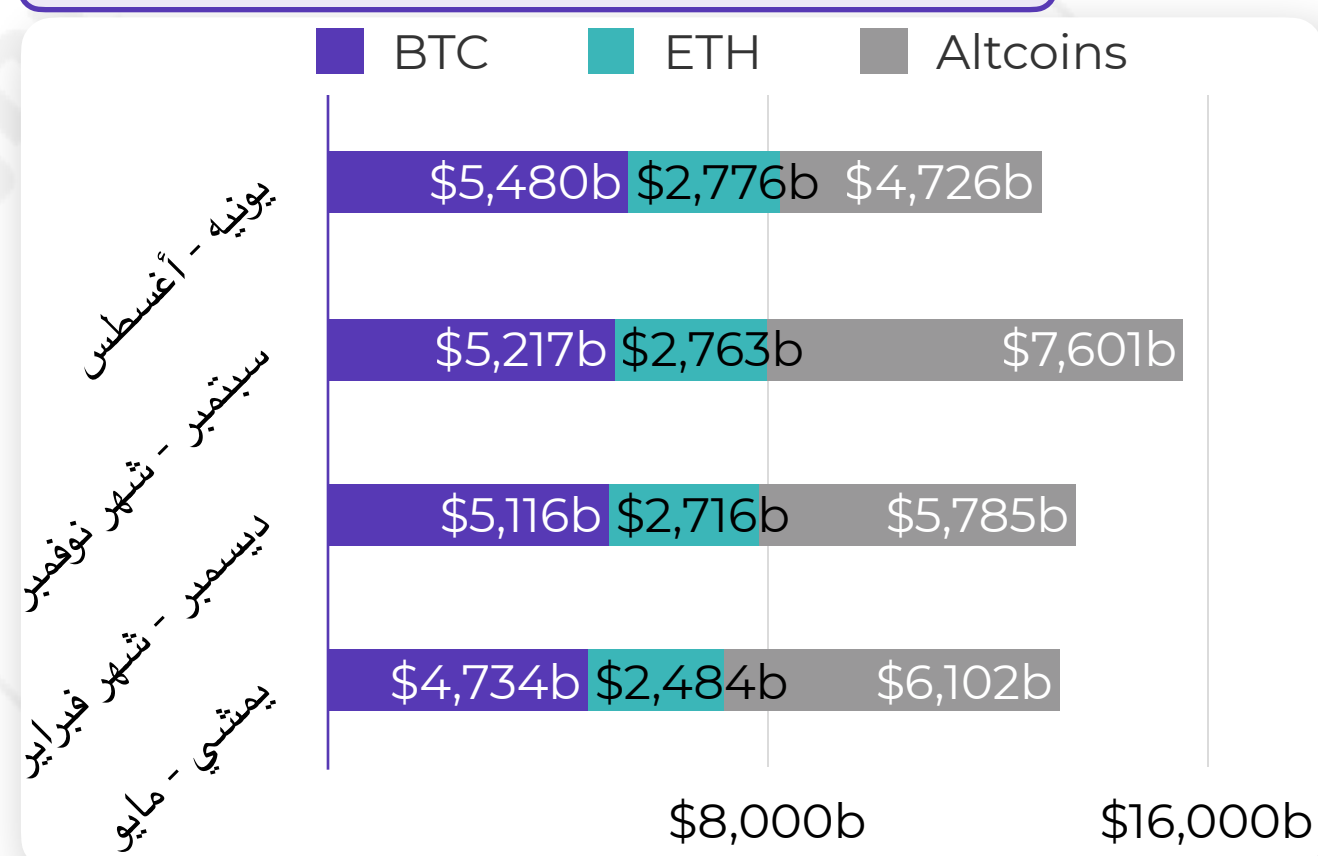 BTC ETH Altcoins
يونيه - أغسطس
$5,480b $2,776b $4,726b
سبتمبر - شهر نوفمبر
$5,217b $2,763b $7,601b
ديسمبر - شهر فبراير
$5,116b $2,716b $5,785b
يمشي - مايو
$4,734b $2,484b $6,102b
$8,000b $16,000b